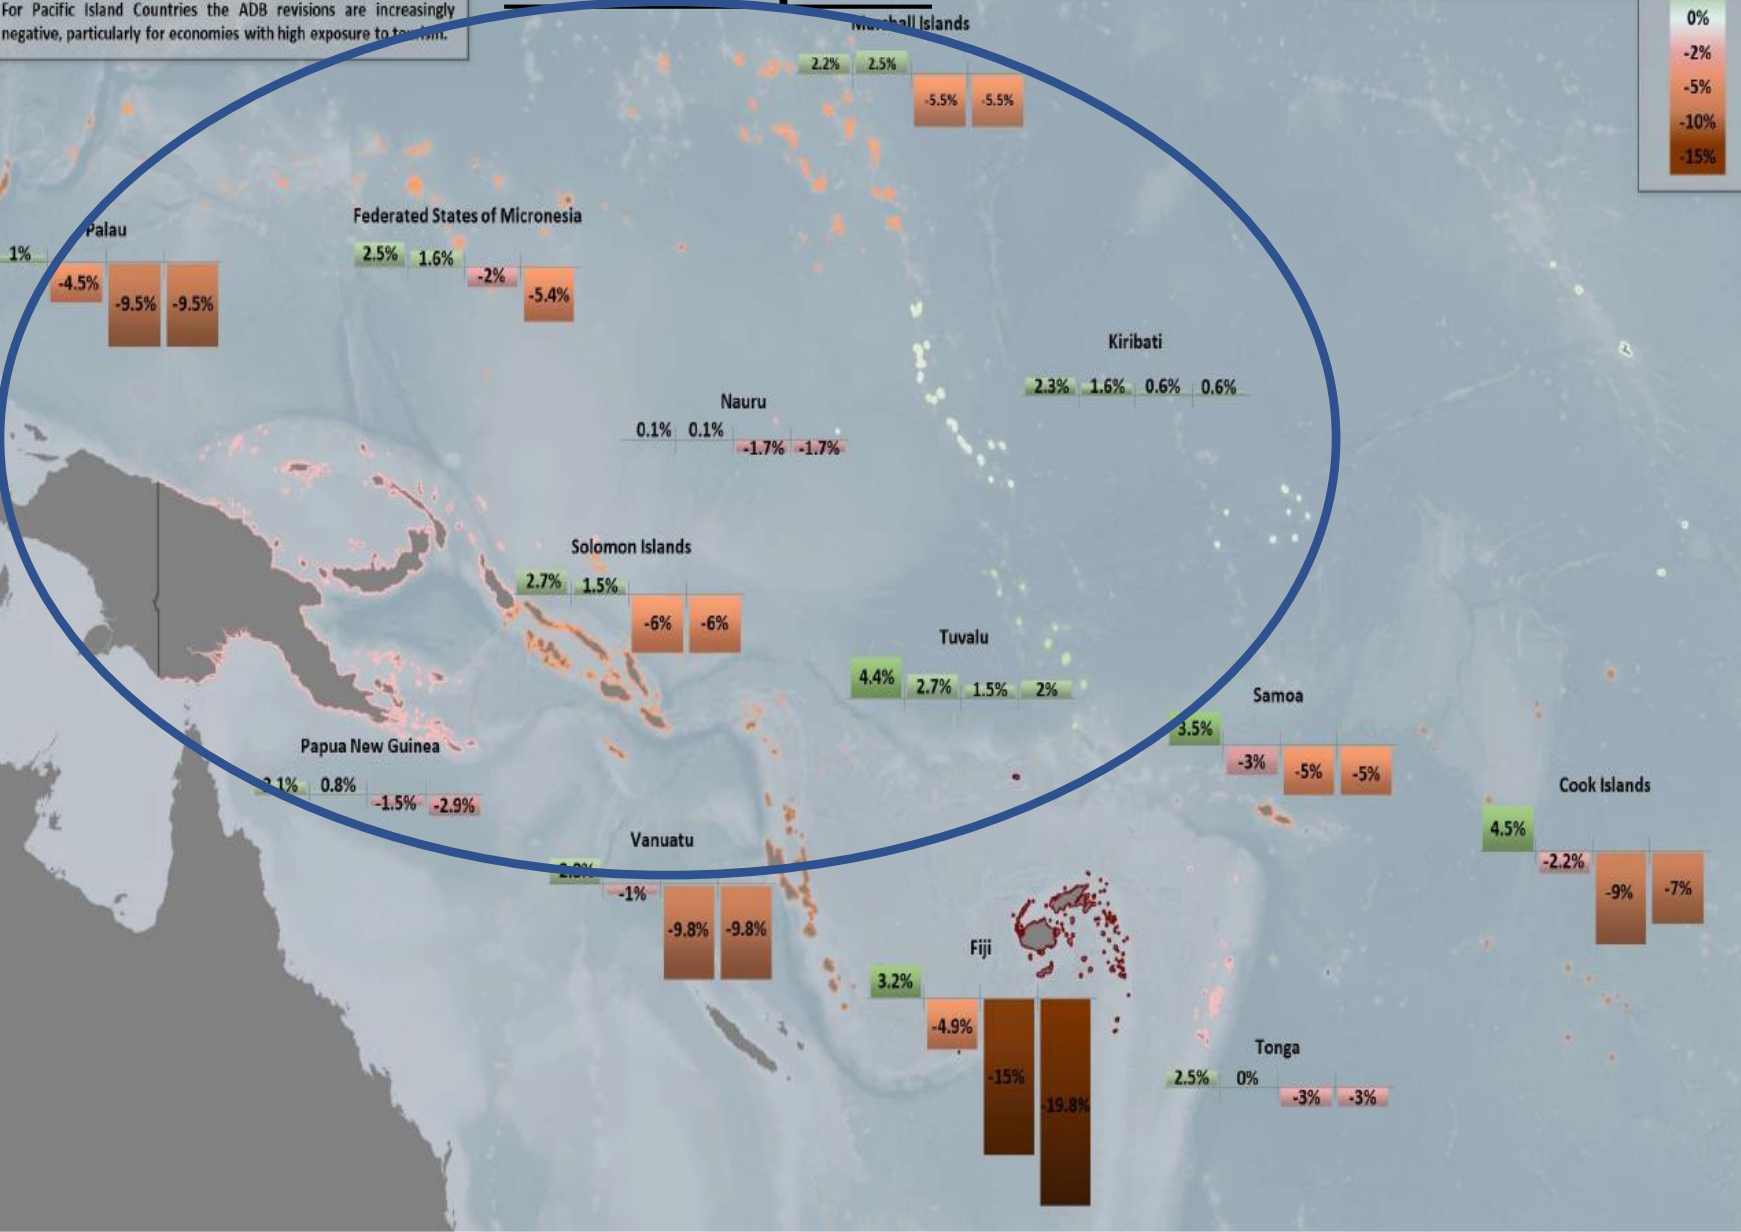 For Pacific Island Countries the ADB revisions are increasingly
negative, particularly for economies with high exposure to tourism.
0%
-2%
-5%
-10%
-15%
Marshall Islands
2.2% 2.5% -5.5% -5.5%
Federated States of Micronesia
2.5% 1.6% -2% -5.4%
Palau
1% -4.5% -9.5% -9.5%
Kiribati
2.3% 1.6% 0.6% 0.6%
Nauru
0.1% 0.1% -1.7% -1.7%
Solomon Islands
2.7% 1.5% -6% -6%
Tuvalu
4.4% 2.7% 1.5% 2%
Samoa
3.5% -3% -5% -5%
Papua New Guinea
0.8% -1.5% -2.9%
Cook Islands
4.5% -2.2% -9% -7%
Vanuatu
-1% -9.8% -9.8%
Fiji
3.2% -4.9% -15% -19.8%
Tonga
2.5% 0% -3% -3%